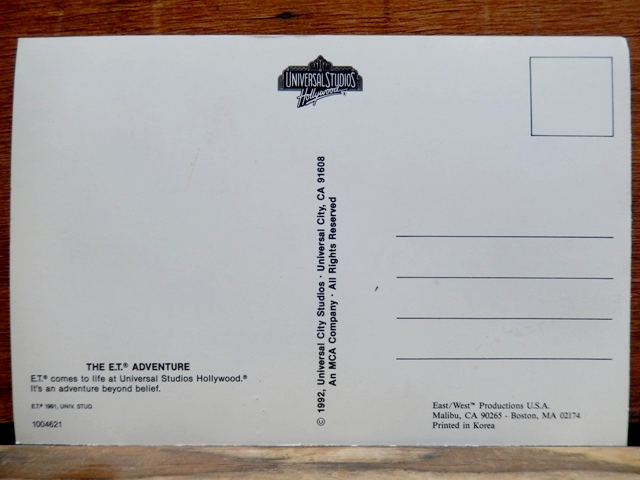 UNIVERSAL STUDIOS
Hollywood®
THE E.T.® ADVENTURE
E.T.® comes to life at Universal Studios Hollywood.®
It's an adventure beyond belief.
E.T.® 1991, UNIV. STUD.
1004621
© 1992, Universal City Studios · Universal City, CA 91608
An MCA Company · All Rights Reserved
East/West™ Productions U.S.A.
Malibu, CA 90265 - Boston, MA 02174
Printed in Korea